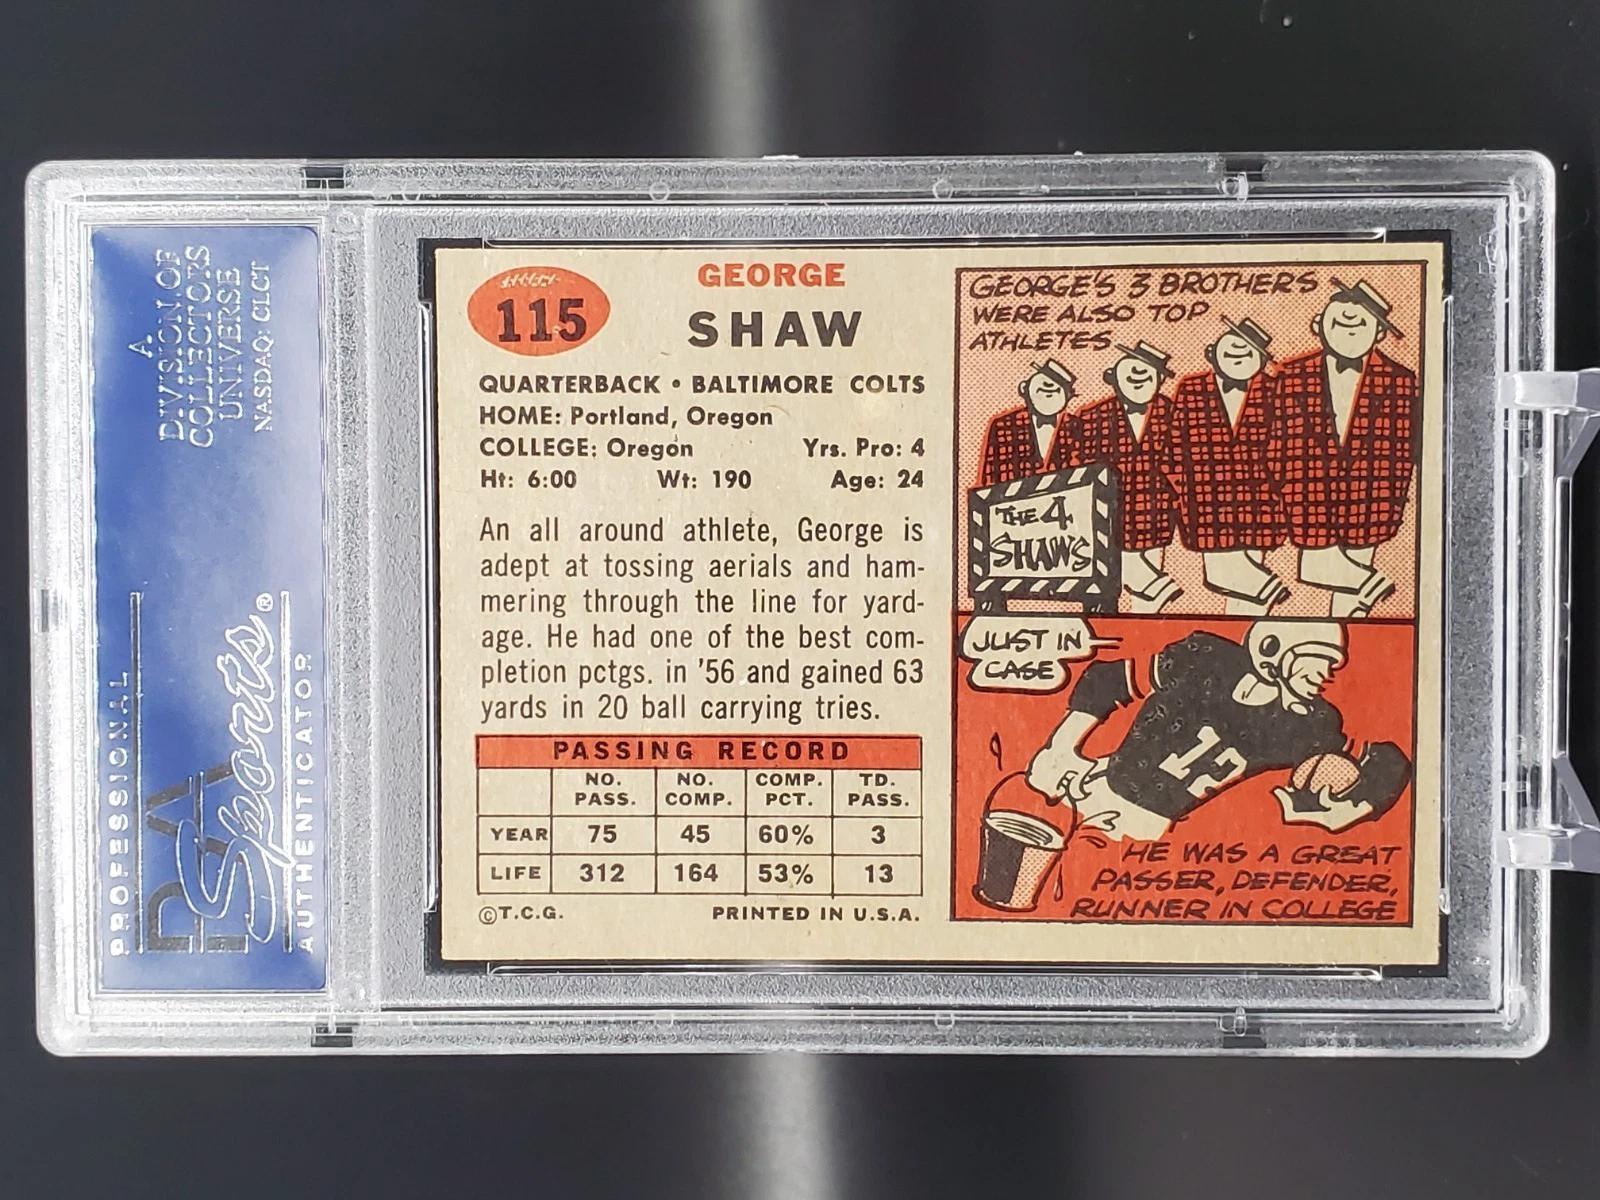 A
DIVISION OF
COLLECTORS
UNIVERSE
NASDAQ: CLCT
PROFESSIONAL
PSA
Sports®
AUTHENTICATOR
115
GEORGE
SHAW
QUARTERBACK • BALTIMORE COLTS
HOME: Portland, Oregon
COLLEGE: Oregon Yrs. Pro: 4
Ht: 6:00 Wt: 190 Age: 24
An all around athlete, George is
adept at tossing aerials and ham-
mering through the line for yard-
age. He had one of the best com-
pletion pctgs. in '56 and gained 63
yards in 20 ball carrying tries.
PASSING RECORD
NO. PASS. NO. COMP. COMP. PCT. TD. PASS.
YEAR 75 45 60% 3
LIFE 312 164 53% 13
©T.C.G. PRINTED IN U.S.A.
GEORGE'S 3 BROTHERS
WERE ALSO TOP
ATHLETES
THE 4
SHAWS
JUST IN
CASE
12
HE WAS A GREAT
PASSER, DEFENDER,
RUNNER IN COLLEGE